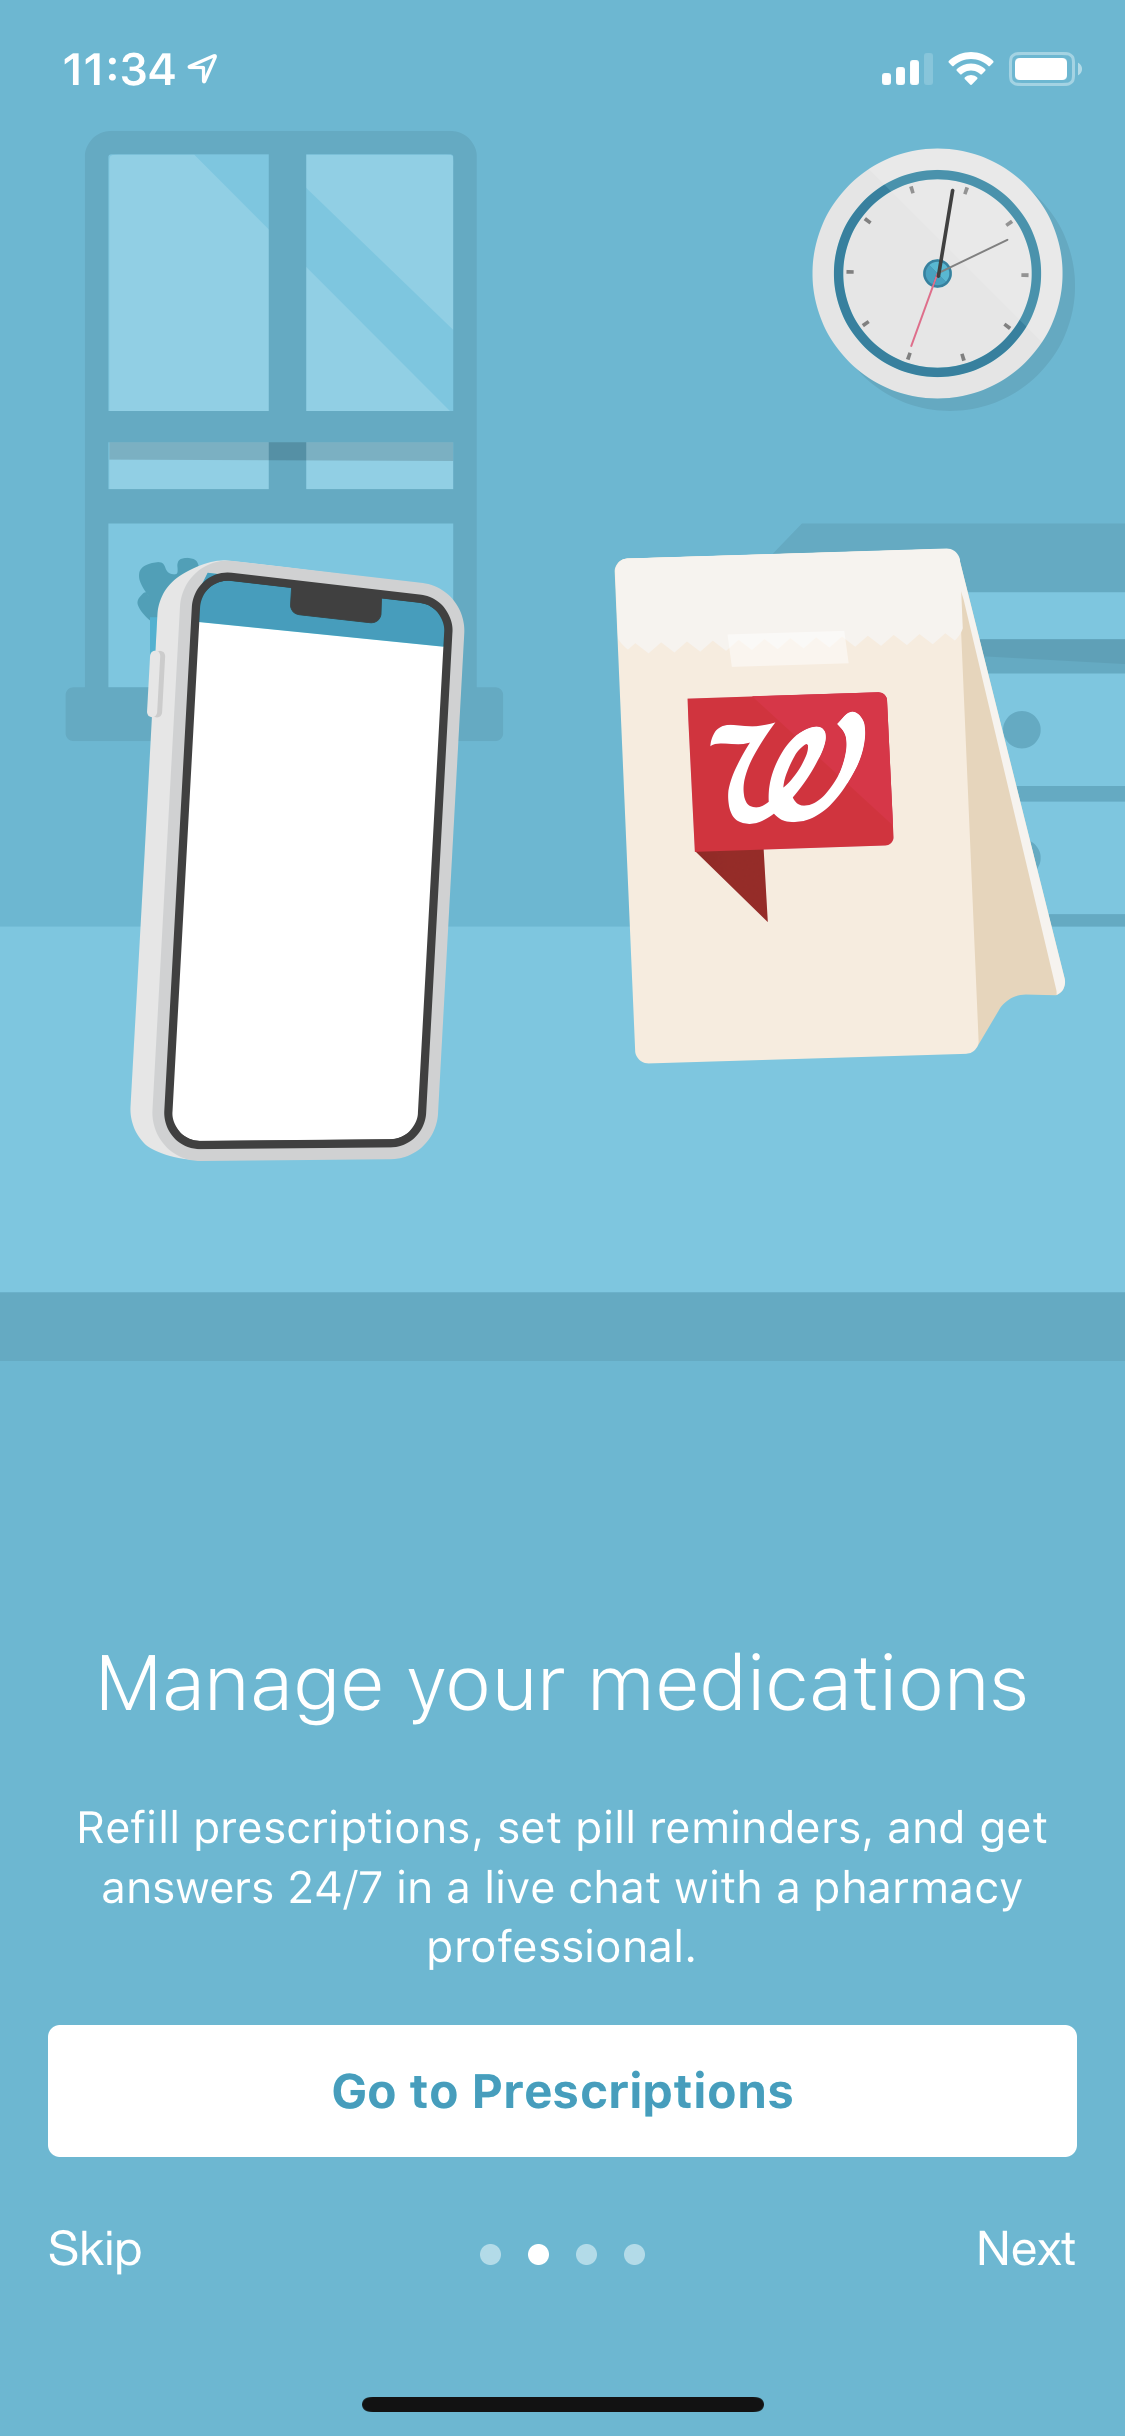 11:34
W
Manage your medications
Refill prescriptions, set pill reminders, and get
answers 24/7 in a live chat with a pharmacy
professional.
Go to Prescriptions
Skip
Next